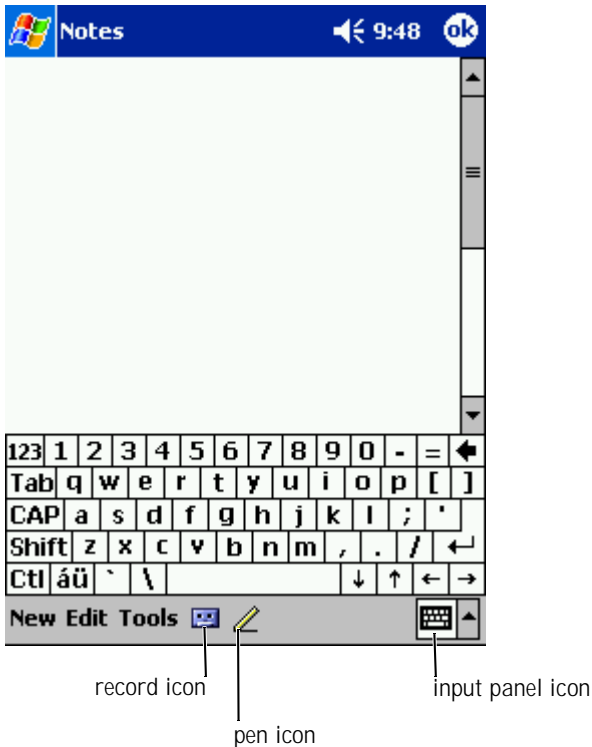 Notes 9:48 ok
123 1 2 3 4 5 6 7 8 9 0 - = 🡄
Tab q w e r t y u i o p [ ]
CAP a s d f g h j k l ; '
Shift z x c v b n m , . / ↵
Ctl áü ` \ ↓ ↑ ← →
New Edit Tools
record icon
input panel icon
pen icon